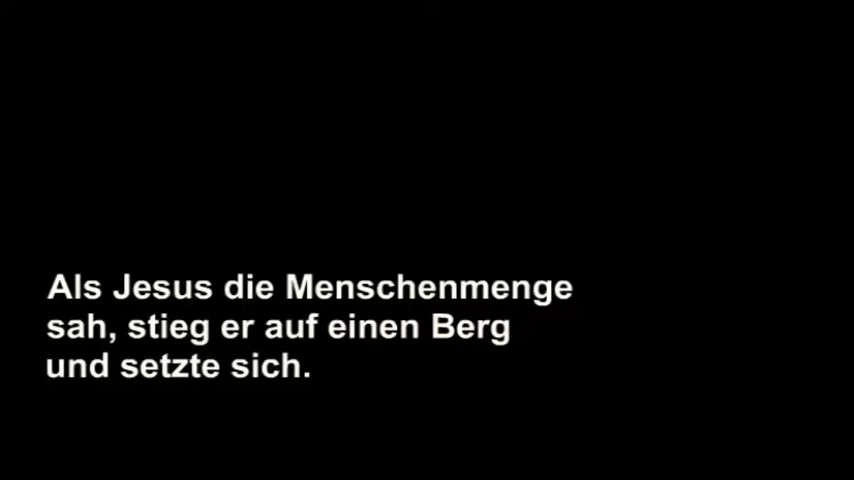 Als Jesus die Menschenmenge
sah, stieg er auf einen Berg
und setzte sich.